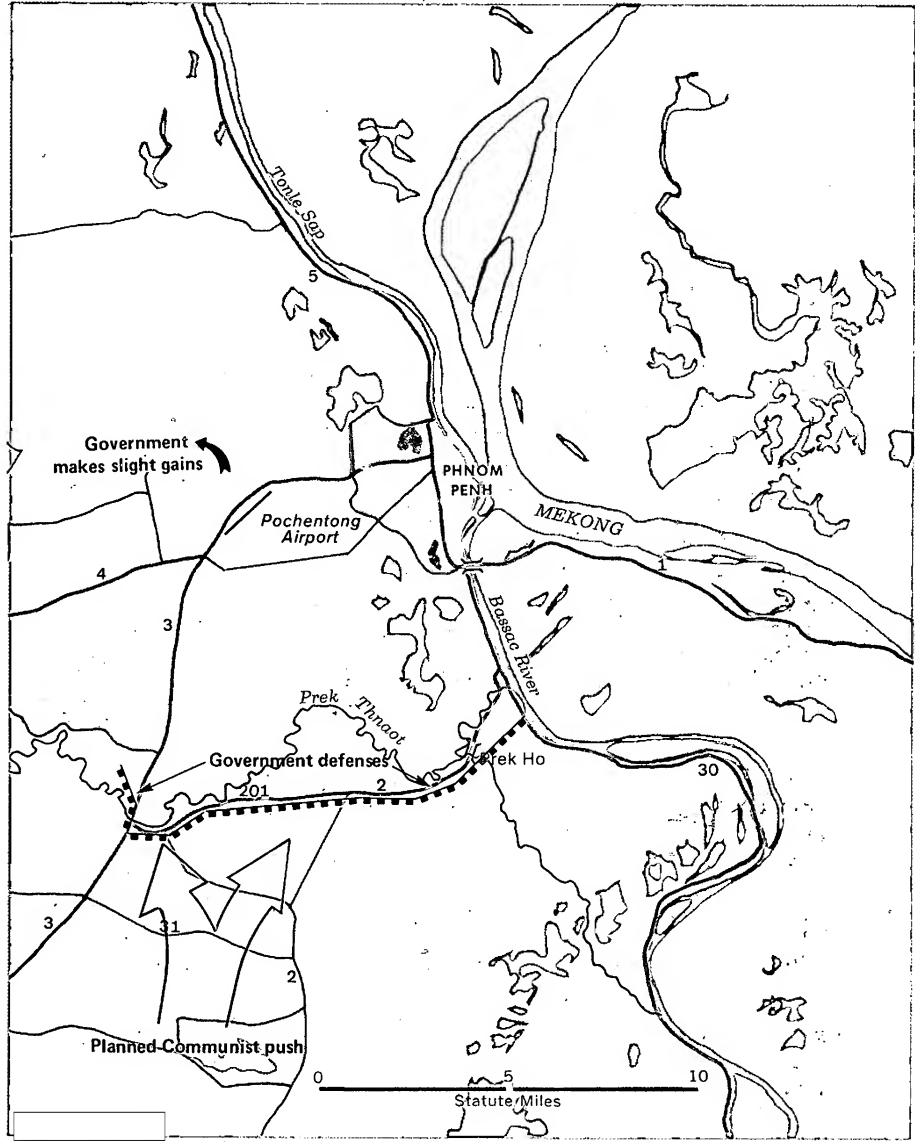 Tonle Sap
5
Government
makes slight gains
PHNOM
PENH
MEKONG
Pochentong
Airport
4
1
3
Bassac River
Prek Thnaot
Government defenses
Prek Ho
201
2
30
3
31
2
Planned Communist push
0 5 10
Statute Miles